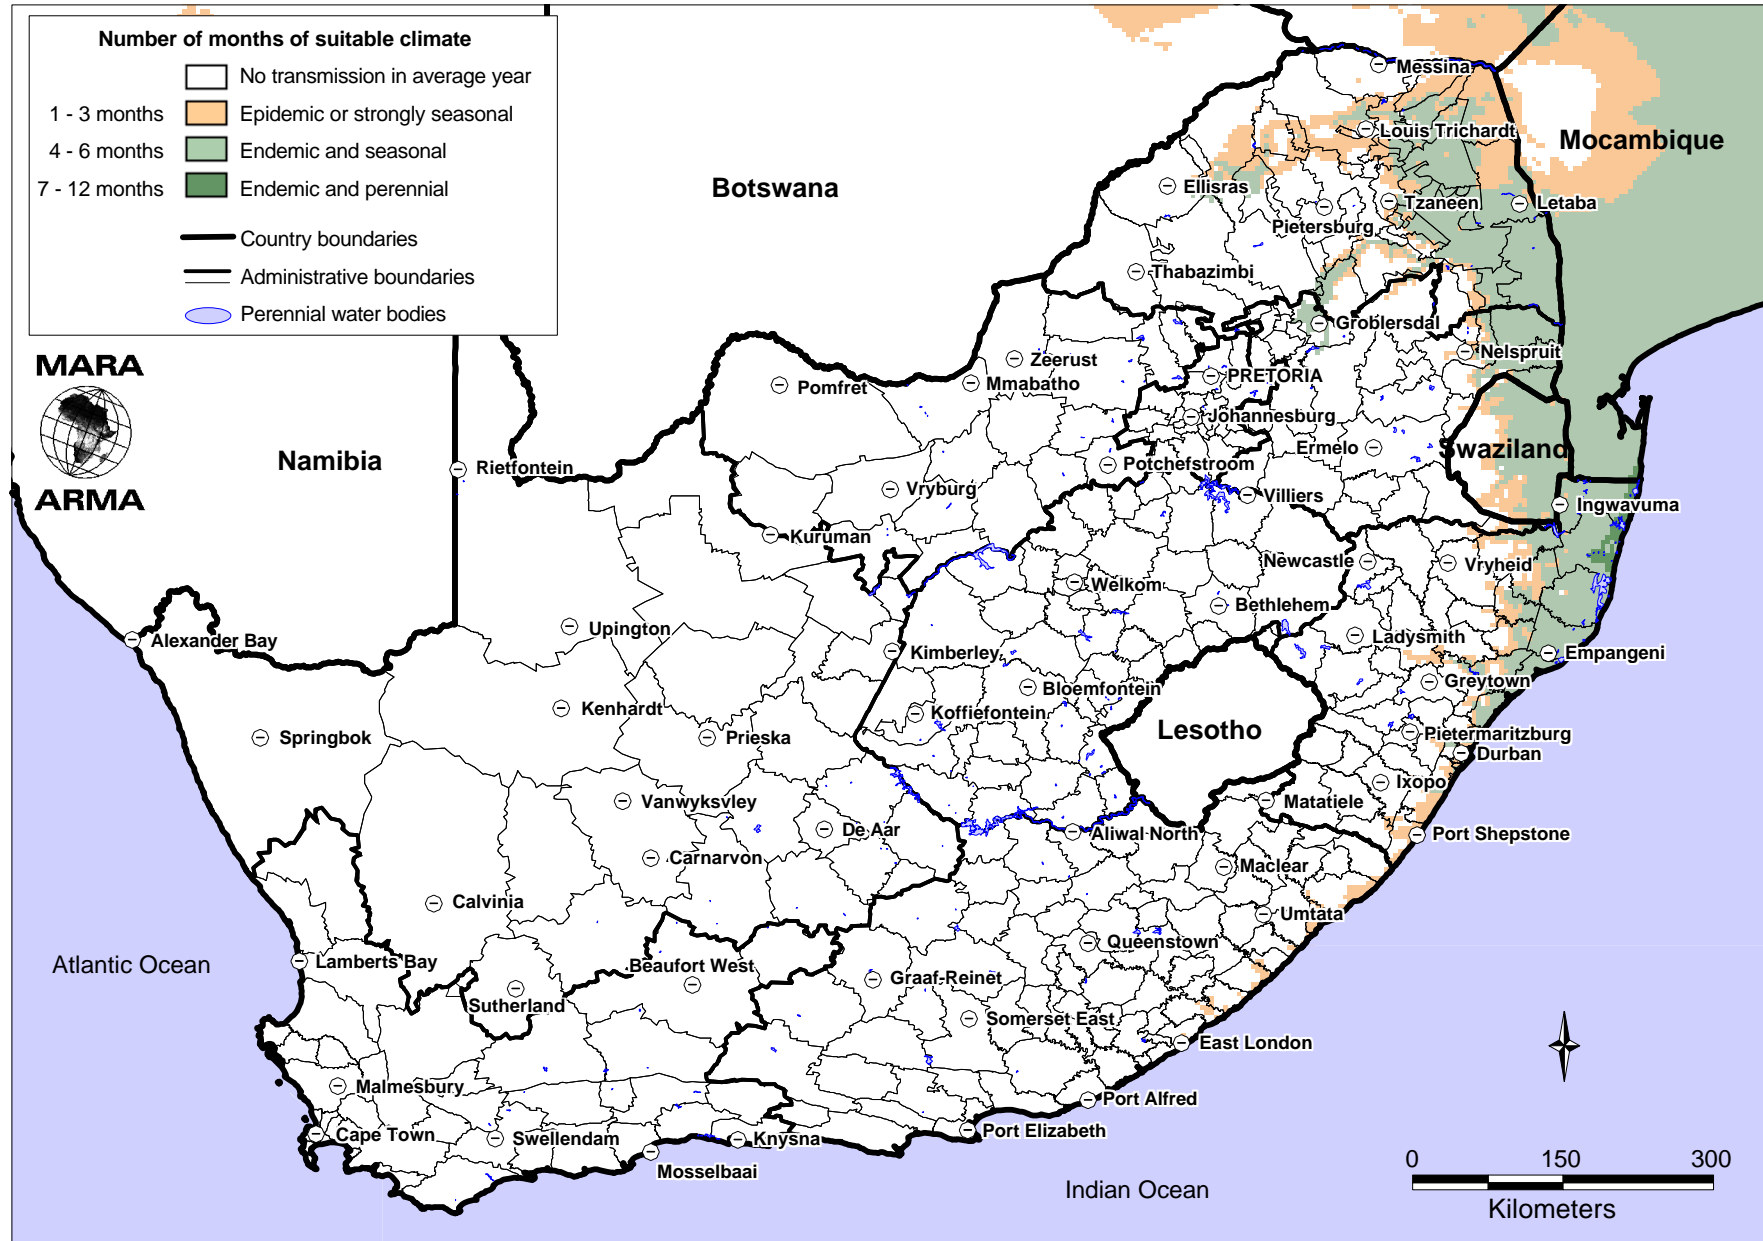 Number of months of suitable climate
No transmission in average year
1 - 3 months Epidemic or strongly seasonal
4 - 6 months Endemic and seasonal
7 - 12 months Endemic and perennial
Country boundaries
Administrative boundaries
Perennial water bodies
MARA
ARMA
Botswana
Namibia
Mocambique
Swaziland
Lesotho
Messina
Louis Trichardt
Ellisras
Tzaneen
Letaba
Pietersburg
Thabazimbi
Groblersdal
Nelspruit
Zeerust
Mmabatho
PRETORIA
Pomfret
Johannesburg
Ermelo
Rietfontein
Potchefstroom
Vryburg
Villiers
Ingwavuma
Kuruman
Newcastle
Vryheid
Welkom
Bethlehem
Upington
Alexander Bay
Ladysmith
Kimberley
Empangeni
Bloemfontein
Greytown
Kenhardt
Koffiefontein
Springbok
Prieska
Pietermaritzburg
Durban
Ixopo
Vanwyksvley
Matatiele
De Aar
Aliwal North
Port Shepstone
Carnarvon
Maclear
Calvinia
Umtata
Queenstown
Lamberts Bay
Atlantic Ocean
Beaufort West
Graaf-Reinet
Sutherland
Somerset East
East London
Malmesbury
Port Alfred
Cape Town
Swellendam
Knysna
Port Elizabeth
Mosselbaai
Indian Ocean
0 150 300
Kilometers